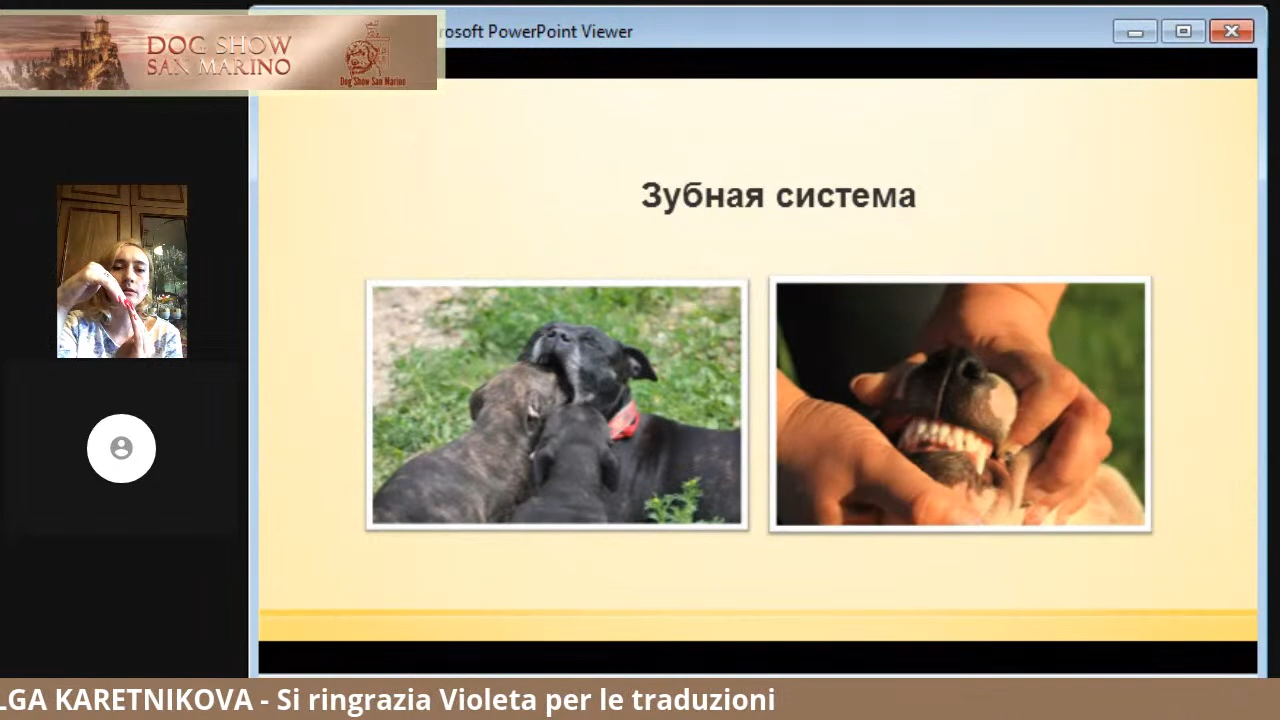 DOG SHOW
SAN MARINO
Dog Show San Marino
rosoft PowerPoint Viewer
Зубная система
LGA KARETNIKOVA - Si ringrazia Violeta per le traduzioni